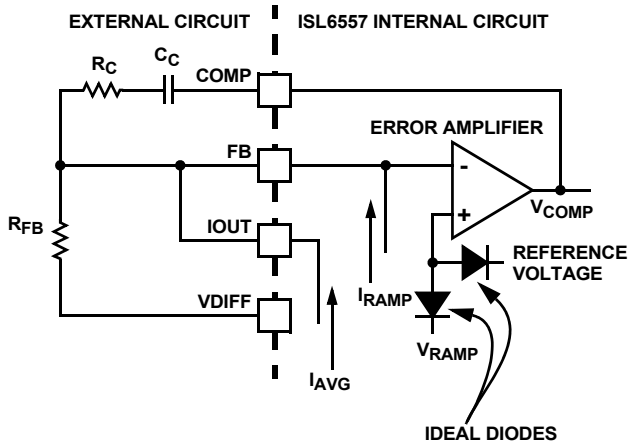 EXTERNAL CIRCUIT
ISL6557 INTERNAL CIRCUIT
RC
CC
COMP
ERROR AMPLIFIER
FB
-
+
VCOMP
RFB
IOUT
REFERENCE
VOLTAGE
IRAMP
VDIFF
VRAMP
IAVG
IDEAL DIODES